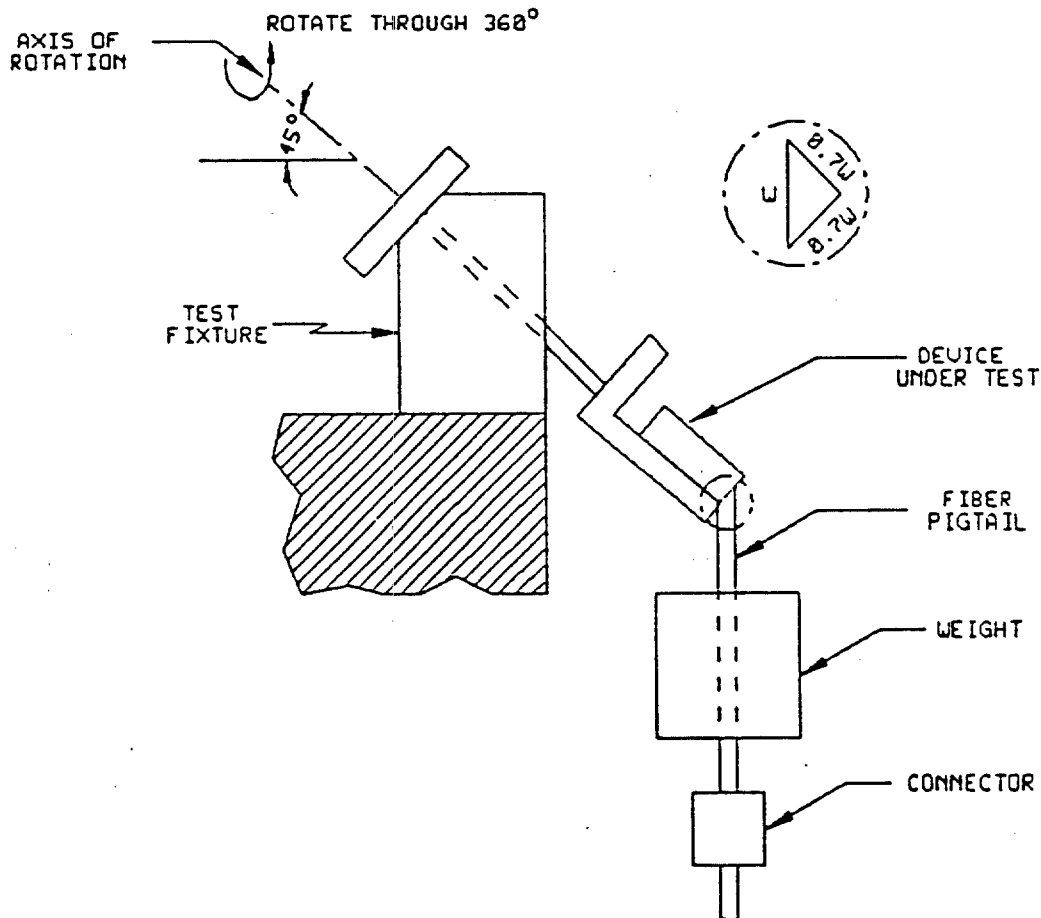 ROTATE THROUGH 360°
AXIS OF
ROTATION
45°
W
0.7W
0.7W
TEST
FIXTURE
DEVICE
UNDER TEST
FIBER
PIGTAIL
WEIGHT
CONNECTOR